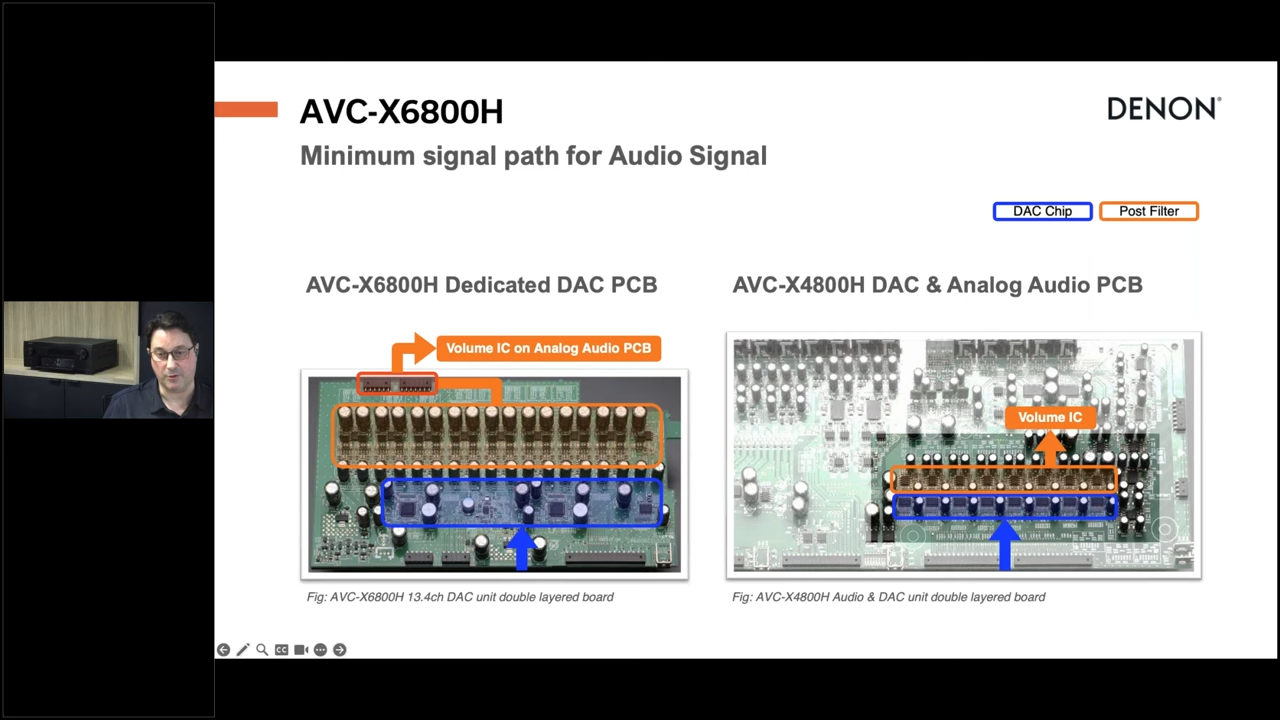 AVC-X6800H
DENON®
Minimum signal path for Audio Signal
DAC Chip
Post Filter
AVC-X6800H Dedicated DAC PCB
AVC-X4800H DAC & Analog Audio PCB
Volume IC on Analog Audio PCB
Volume IC
Fig: AVC-X6800H 13.4ch DAC unit double layered board
Fig: AVC-X4800H Audio & DAC unit double layered board
CC